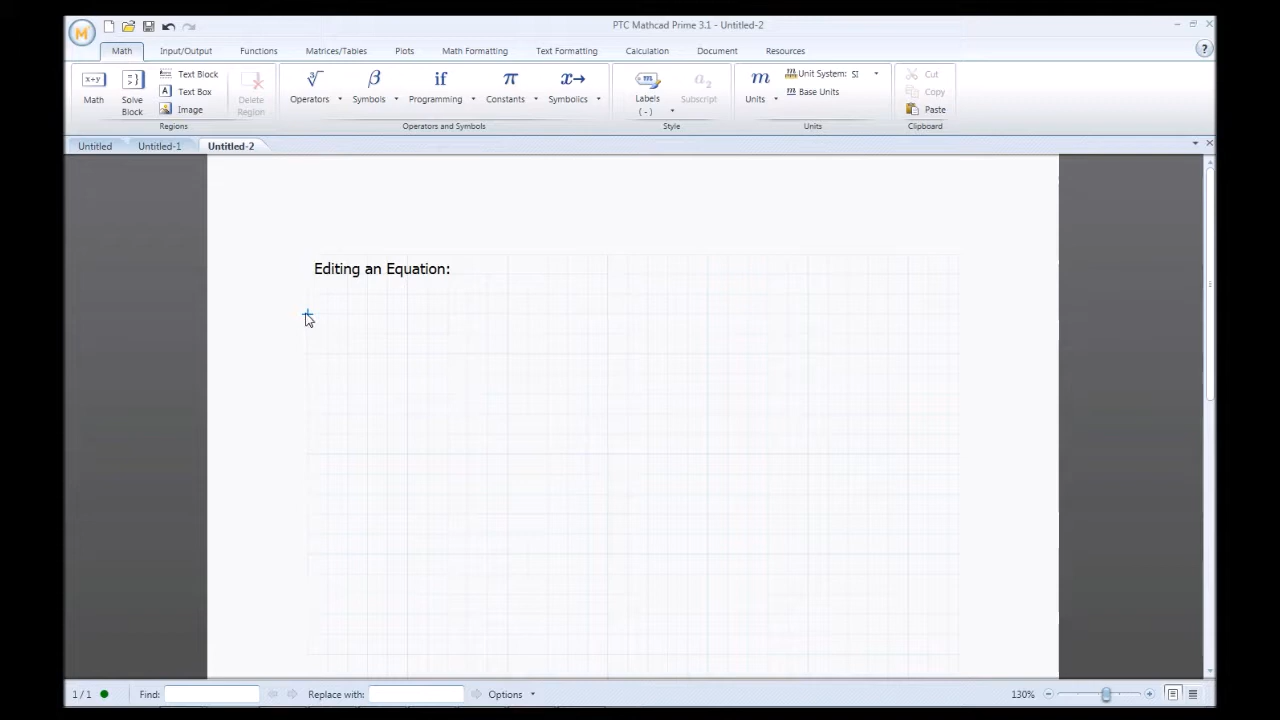 PTC Mathcad Prime 3.1 - Untitled-2
Math Input/Output Functions Matrices/Tables Plots Math Formatting Text Formatting Calculation Document Resources
Math
Solve Block
Text Block
Text Box
Image
Delete Region
Operators
Symbols
if
Programming
π
Constants
Symbolics
Labels
( - )
Subscript
Units
Unit System: SI
Base Units
Cut
Copy
Paste
Regions Operators and Symbols Style Units Clipboard
Untitled Untitled-1 Untitled-2
Editing an Equation:
1 / 1 Find: Replace with: Options 130%